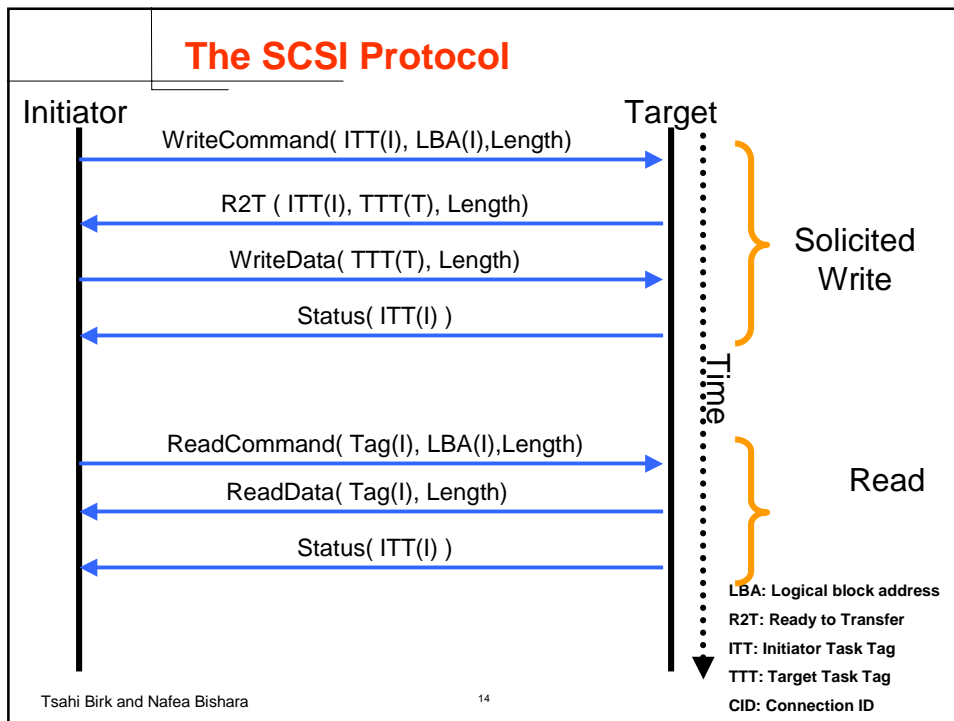 The SCSI Protocol
Initiator
Target
WriteCommand( ITT(I), LBA(I),Length)
R2T ( ITT(I), TTT(T), Length)
WriteData( TTT(T), Length)
Status( ITT(I) )
Solicited
Write
Time
ReadCommand( Tag(I), LBA(I),Length)
ReadData( Tag(I), Length)
Status( ITT(I) )
Read
LBA: Logical block address
R2T: Ready to Transfer
ITT: Initiator Task Tag
TTT: Target Task Tag
CID: Connection ID
Tsahi Birk and Nafea Bishara
14